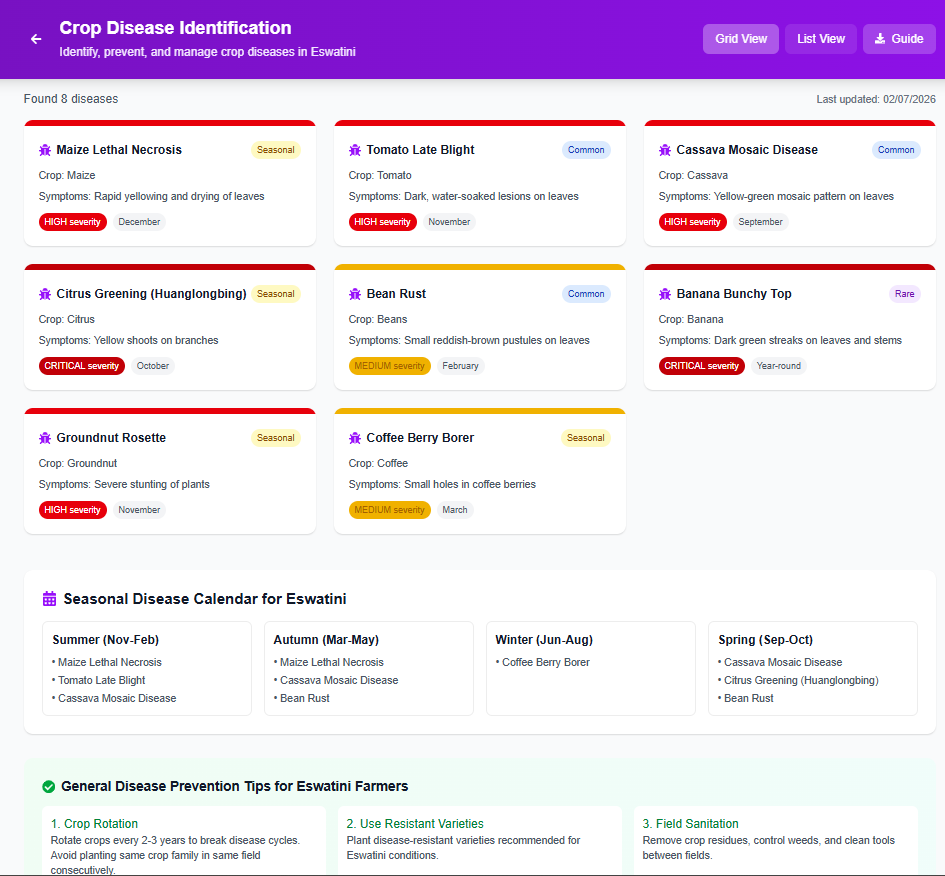 Crop Disease Identification
Identify, prevent, and manage crop diseases in Eswatini
Grid View
List View
Guide
Found 8 diseases
Last updated: 02/07/2026
Maize Lethal Necrosis
Seasonal
Crop: Maize
Symptoms: Rapid yellowing and drying of leaves
HIGH severity
December
Tomato Late Blight
Common
Crop: Tomato
Symptoms: Dark, water-soaked lesions on leaves
HIGH severity
November
Cassava Mosaic Disease
Common
Crop: Cassava
Symptoms: Yellow-green mosaic pattern on leaves
HIGH severity
September
Citrus Greening (Huanglongbing)
Seasonal
Crop: Citrus
Symptoms: Yellow shoots on branches
CRITICAL severity
October
Bean Rust
Common
Crop: Beans
Symptoms: Small reddish-brown pustules on leaves
MEDIUM severity
February
Banana Bunchy Top
Rare
Crop: Banana
Symptoms: Dark green streaks on leaves and stems
CRITICAL severity
Year-round
Groundnut Rosette
Seasonal
Crop: Groundnut
Symptoms: Severe stunting of plants
HIGH severity
November
Coffee Berry Borer
Seasonal
Crop: Coffee
Symptoms: Small holes in coffee berries
MEDIUM severity
March
Seasonal Disease Calendar for Eswatini
Summer (Nov-Feb)
• Maize Lethal Necrosis
• Tomato Late Blight
• Cassava Mosaic Disease
Autumn (Mar-May)
• Maize Lethal Necrosis
• Cassava Mosaic Disease
• Bean Rust
Winter (Jun-Aug)
• Coffee Berry Borer
Spring (Sep-Oct)
• Cassava Mosaic Disease
• Citrus Greening (Huanglongbing)
• Bean Rust
General Disease Prevention Tips for Eswatini Farmers
1. Crop Rotation
Rotate crops every 2-3 years to break disease cycles.
Avoid planting same crop family in same field
consecutively.
2. Use Resistant Varieties
Plant disease-resistant varieties recommended for
Eswatini conditions.
3. Field Sanitation
Remove crop residues, control weeds, and clean tools
between fields.